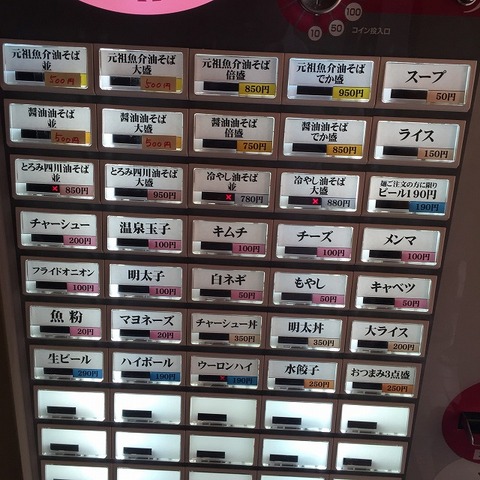 100
50
10
コイン投入口
元祖魚介油そば
並
500円
元祖魚介油そば
大盛
500円
元祖魚介油そば
倍盛
850円
元祖魚介油そば
でか盛
950円
スープ
50円
醤油油そば
並
500円
醤油油そば
大盛
500円
醤油油そば
倍盛
750円
醤油油そば
でか盛
850円
ライス
150円
とろみ四川油そば
並
850円
とろみ四川油そば
大盛
950円
冷やし油そば
並
780円
冷やし油そば
大盛
880円
麺ご注文の方に限り
ビール190円
190円
チャーシュー
200円
温泉玉子
100円
キムチ
100円
チーズ
100円
メンマ
100円
フライドオニオン
100円
明太子
100円
白ネギ
50円
もやし
50円
キャベツ
50円
魚粉
20円
マヨネーズ
20円
チャーシュー丼
350円
明太丼
350円
大ライス
200円
生ビール
290円
ハイボール
190円
ウーロンハイ
190円
水餃子
250円
おつまみ3点盛
250円